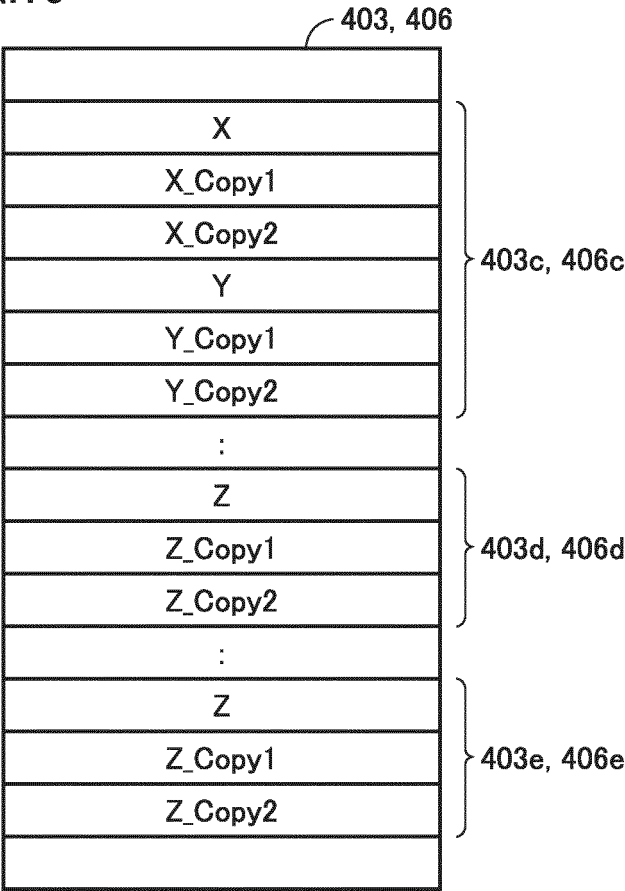 403, 406
X
X_Copy1
X_Copy2
Y
Y_Copy1
Y_Copy2
403c, 406c
:
Z
Z_Copy1
Z_Copy2
403d, 406d
:
Z
Z_Copy1
Z_Copy2
403e, 406e